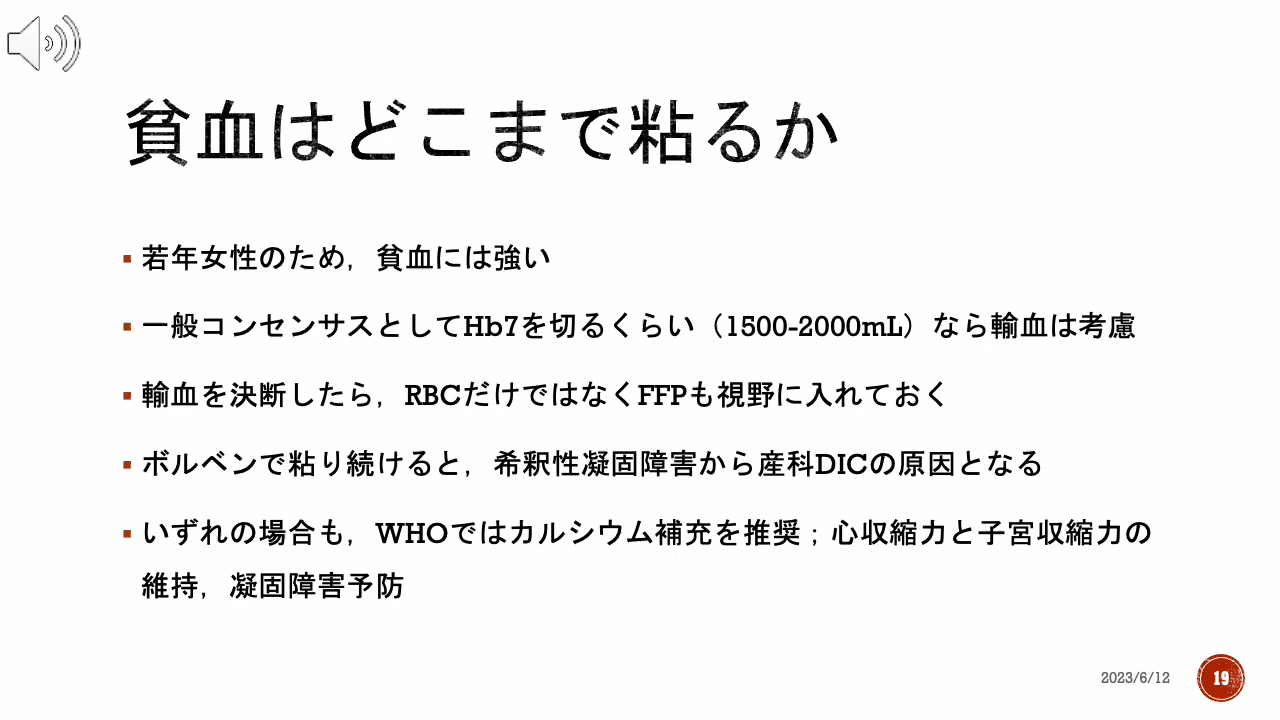 貧血はどこまで粘るか
▪ 若年女性のため，貧血には強い
▪ 一般コンセンサスとしてHb7を切るくらい（1500-2000mL）なら輸血は考慮
▪ 輸血を決断したら，RBCだけではなくFFPも視野に入れておく
▪ ボルベンで粘り続けると，希釈性凝固障害から産科DICの原因となる
▪ いずれの場合も，WHOではカルシウム補充を推奨；心収縮力と子宮収縮力の
維持，凝固障害予防
2023/6/12
19